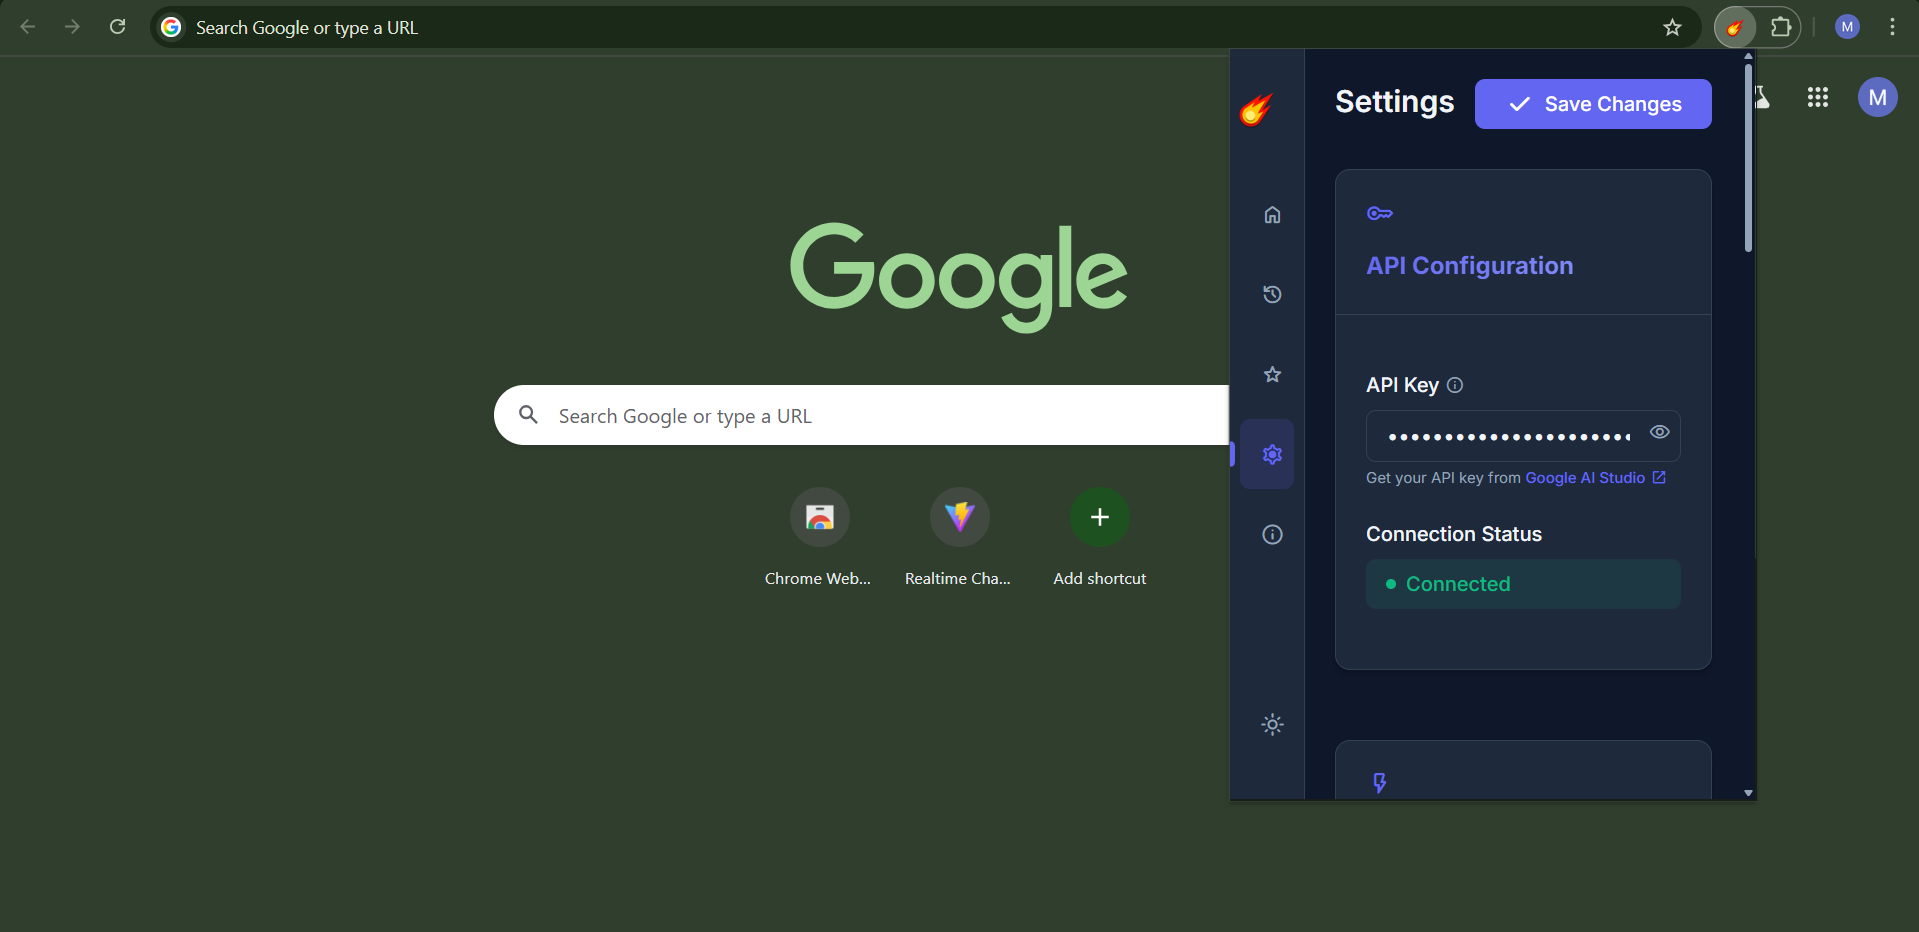 Search Google or type a URL
M
Settings
Save Changes
M
API Configuration
Google
API Key
Search Google or type a URL
Get your API key from Google AI Studio
Connection Status
Connected
Chrome Web...
Realtime Cha...
Add shortcut